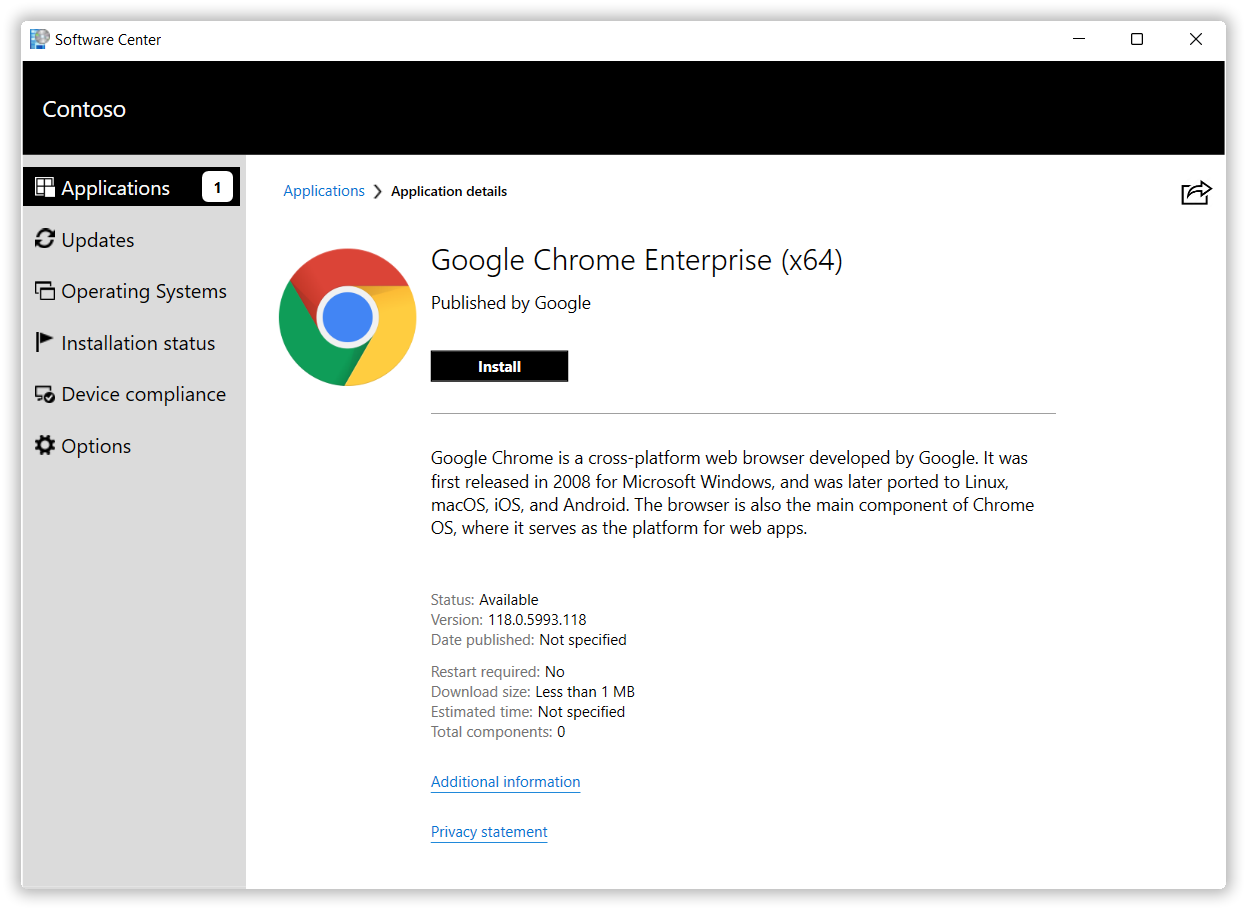 Software Center
Contoso
Applications 1
Updates
Operating Systems
Installation status
Device compliance
Options
Applications Application details
Google Chrome Enterprise (x64)
Published by Google
Install
Google Chrome is a cross-platform web browser developed by Google. It was
first released in 2008 for Microsoft Windows, and was later ported to Linux,
macOS, iOS, and Android. The browser is also the main component of Chrome
OS, where it serves as the platform for web apps.
Status: Available
Version: 118.0.5993.118
Date published: Not specified
Restart required: No
Download size: Less than 1 MB
Estimated time: Not specified
Total components: 0
Additional information
Privacy statement